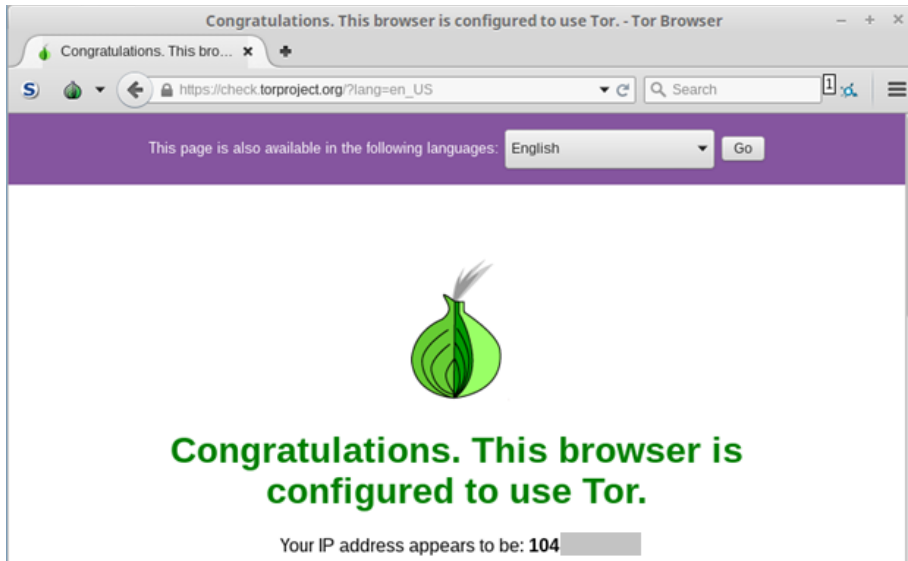 Congratulations. This browser is configured to use Tor. - Tor Browser
Congratulations. This bro...
https://check.torproject.org/?lang=en_US
Search
1
This page is also available in the following languages: English Go
Congratulations. This browser is
configured to use Tor.
Your IP address appears to be: 104